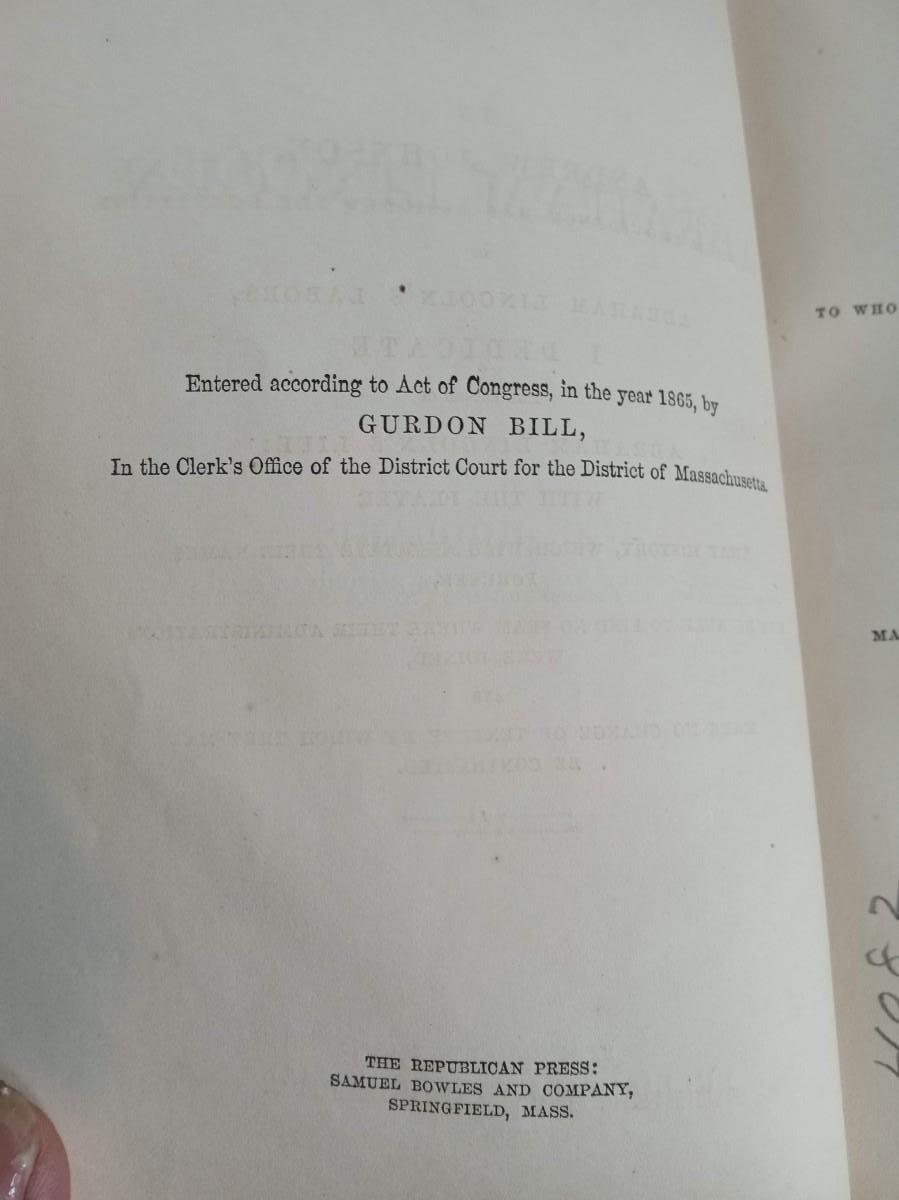 Entered according to Act of Congress, in the year 1865, by
GURDON BILL,
In the Clerk's Office of the District Court for the District of Massachusetts.
THE REPUBLICAN PRESS:
SAMUEL BOWLES AND COMPANY,
SPRINGFIELD, MASS.
TO WHO
MA
4082